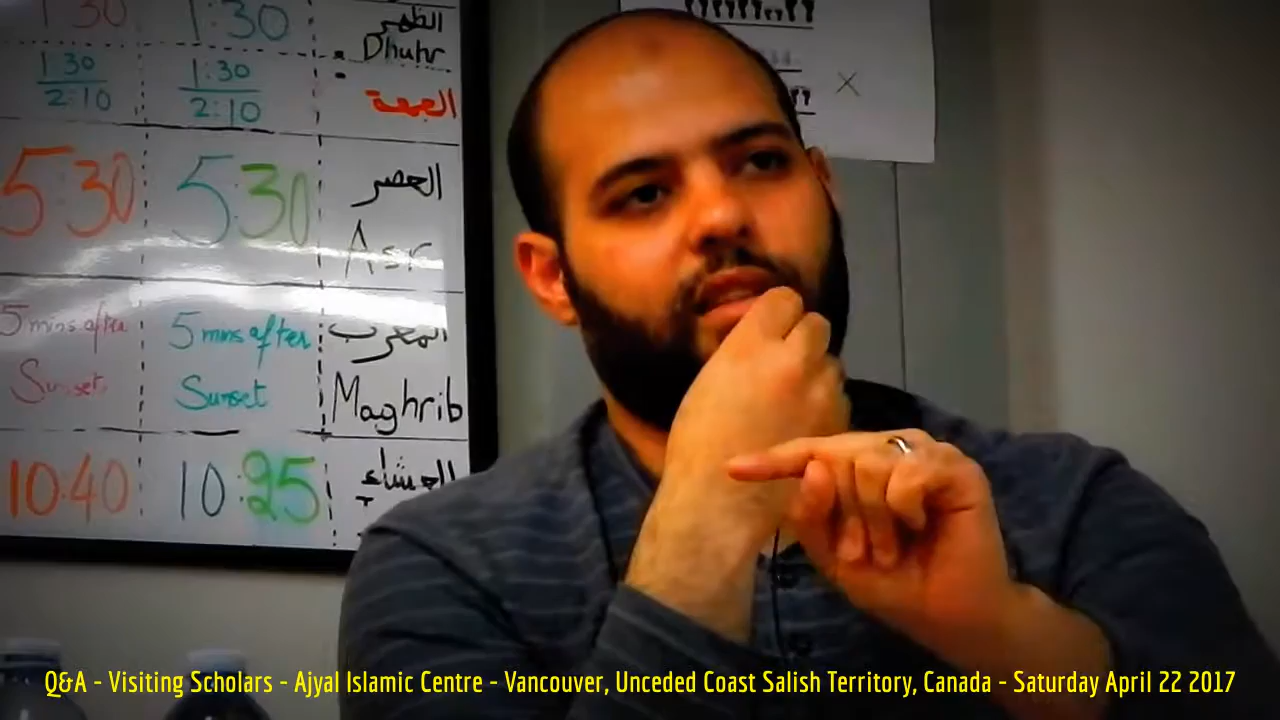 1 30 1:30 الظهر
Dhuhr
1 30 1:30
2:10 2:10 الجمعة
5:30 5:30 العصر
Asr
5 mins after 5 mins after المغرب
Sunset Sunset Maghrib
10:40 10:25 العشاء
Q&A - Visiting Scholars - Ajyal Islamic Centre - Vancouver, Unceded Coast Salish Territory, Canada - Saturday April 22 2017